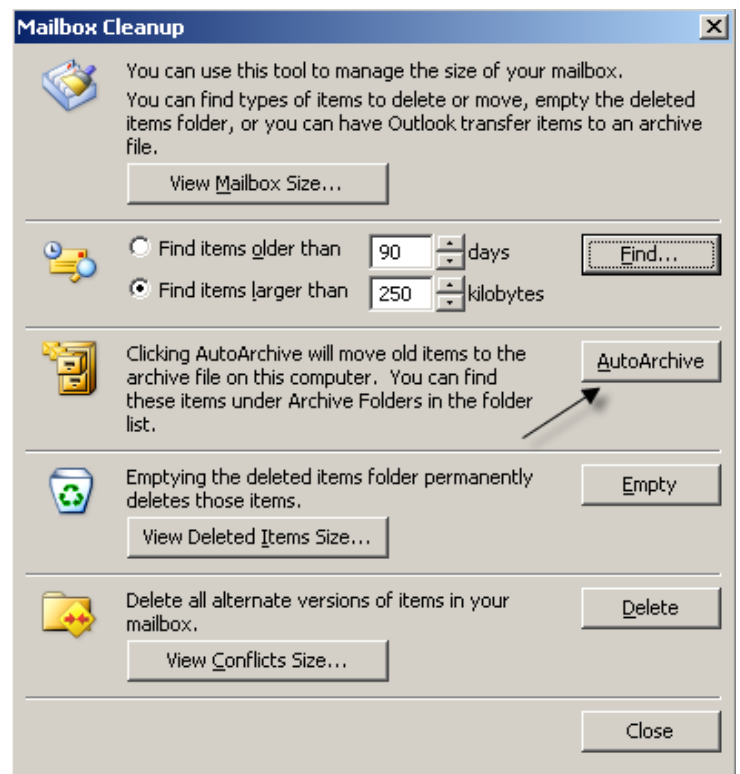 Mailbox Cleanup
You can use this tool to manage the size of your mailbox.
You can find types of items to delete or move, empty the deleted
items folder, or you can have Outlook transfer items to an archive
file.
View Mailbox Size...
Find items older than 90 days
Find...
Find items larger than 250 kilobytes
Clicking AutoArchive will move old items to the
archive file on this computer. You can find
these items under Archive Folders in the folder
list.
AutoArchive
Emptying the deleted items folder permanently
deletes those items.
Empty
View Deleted Items Size...
Delete all alternate versions of items in your
mailbox.
Delete
View Conflicts Size...
Close